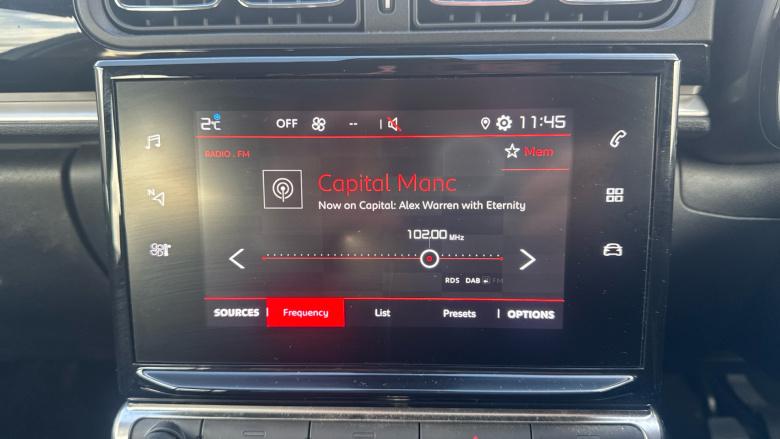 2°C OFF -- 11:45
RADIO . FM
Mem
Capital Manc
Now on Capital: Alex Warren with Eternity
102.00 MHz
RDS DAB FM
SOURCES Frequency List Presets OPTIONS
N